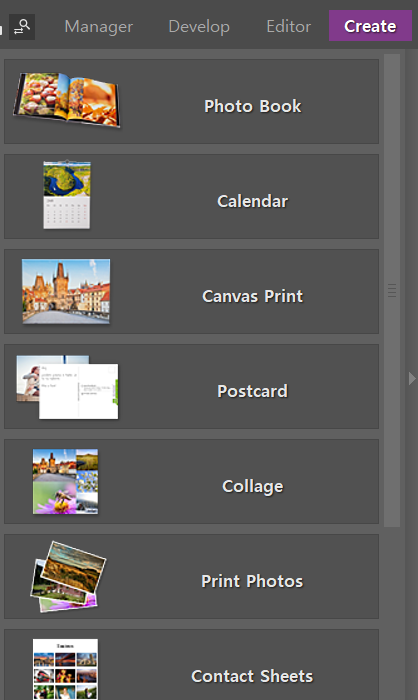 Manager Develop Editor Create
Photo Book
Calendar
Canvas Print
Postcard
Collage
Print Photos
Contact Sheets